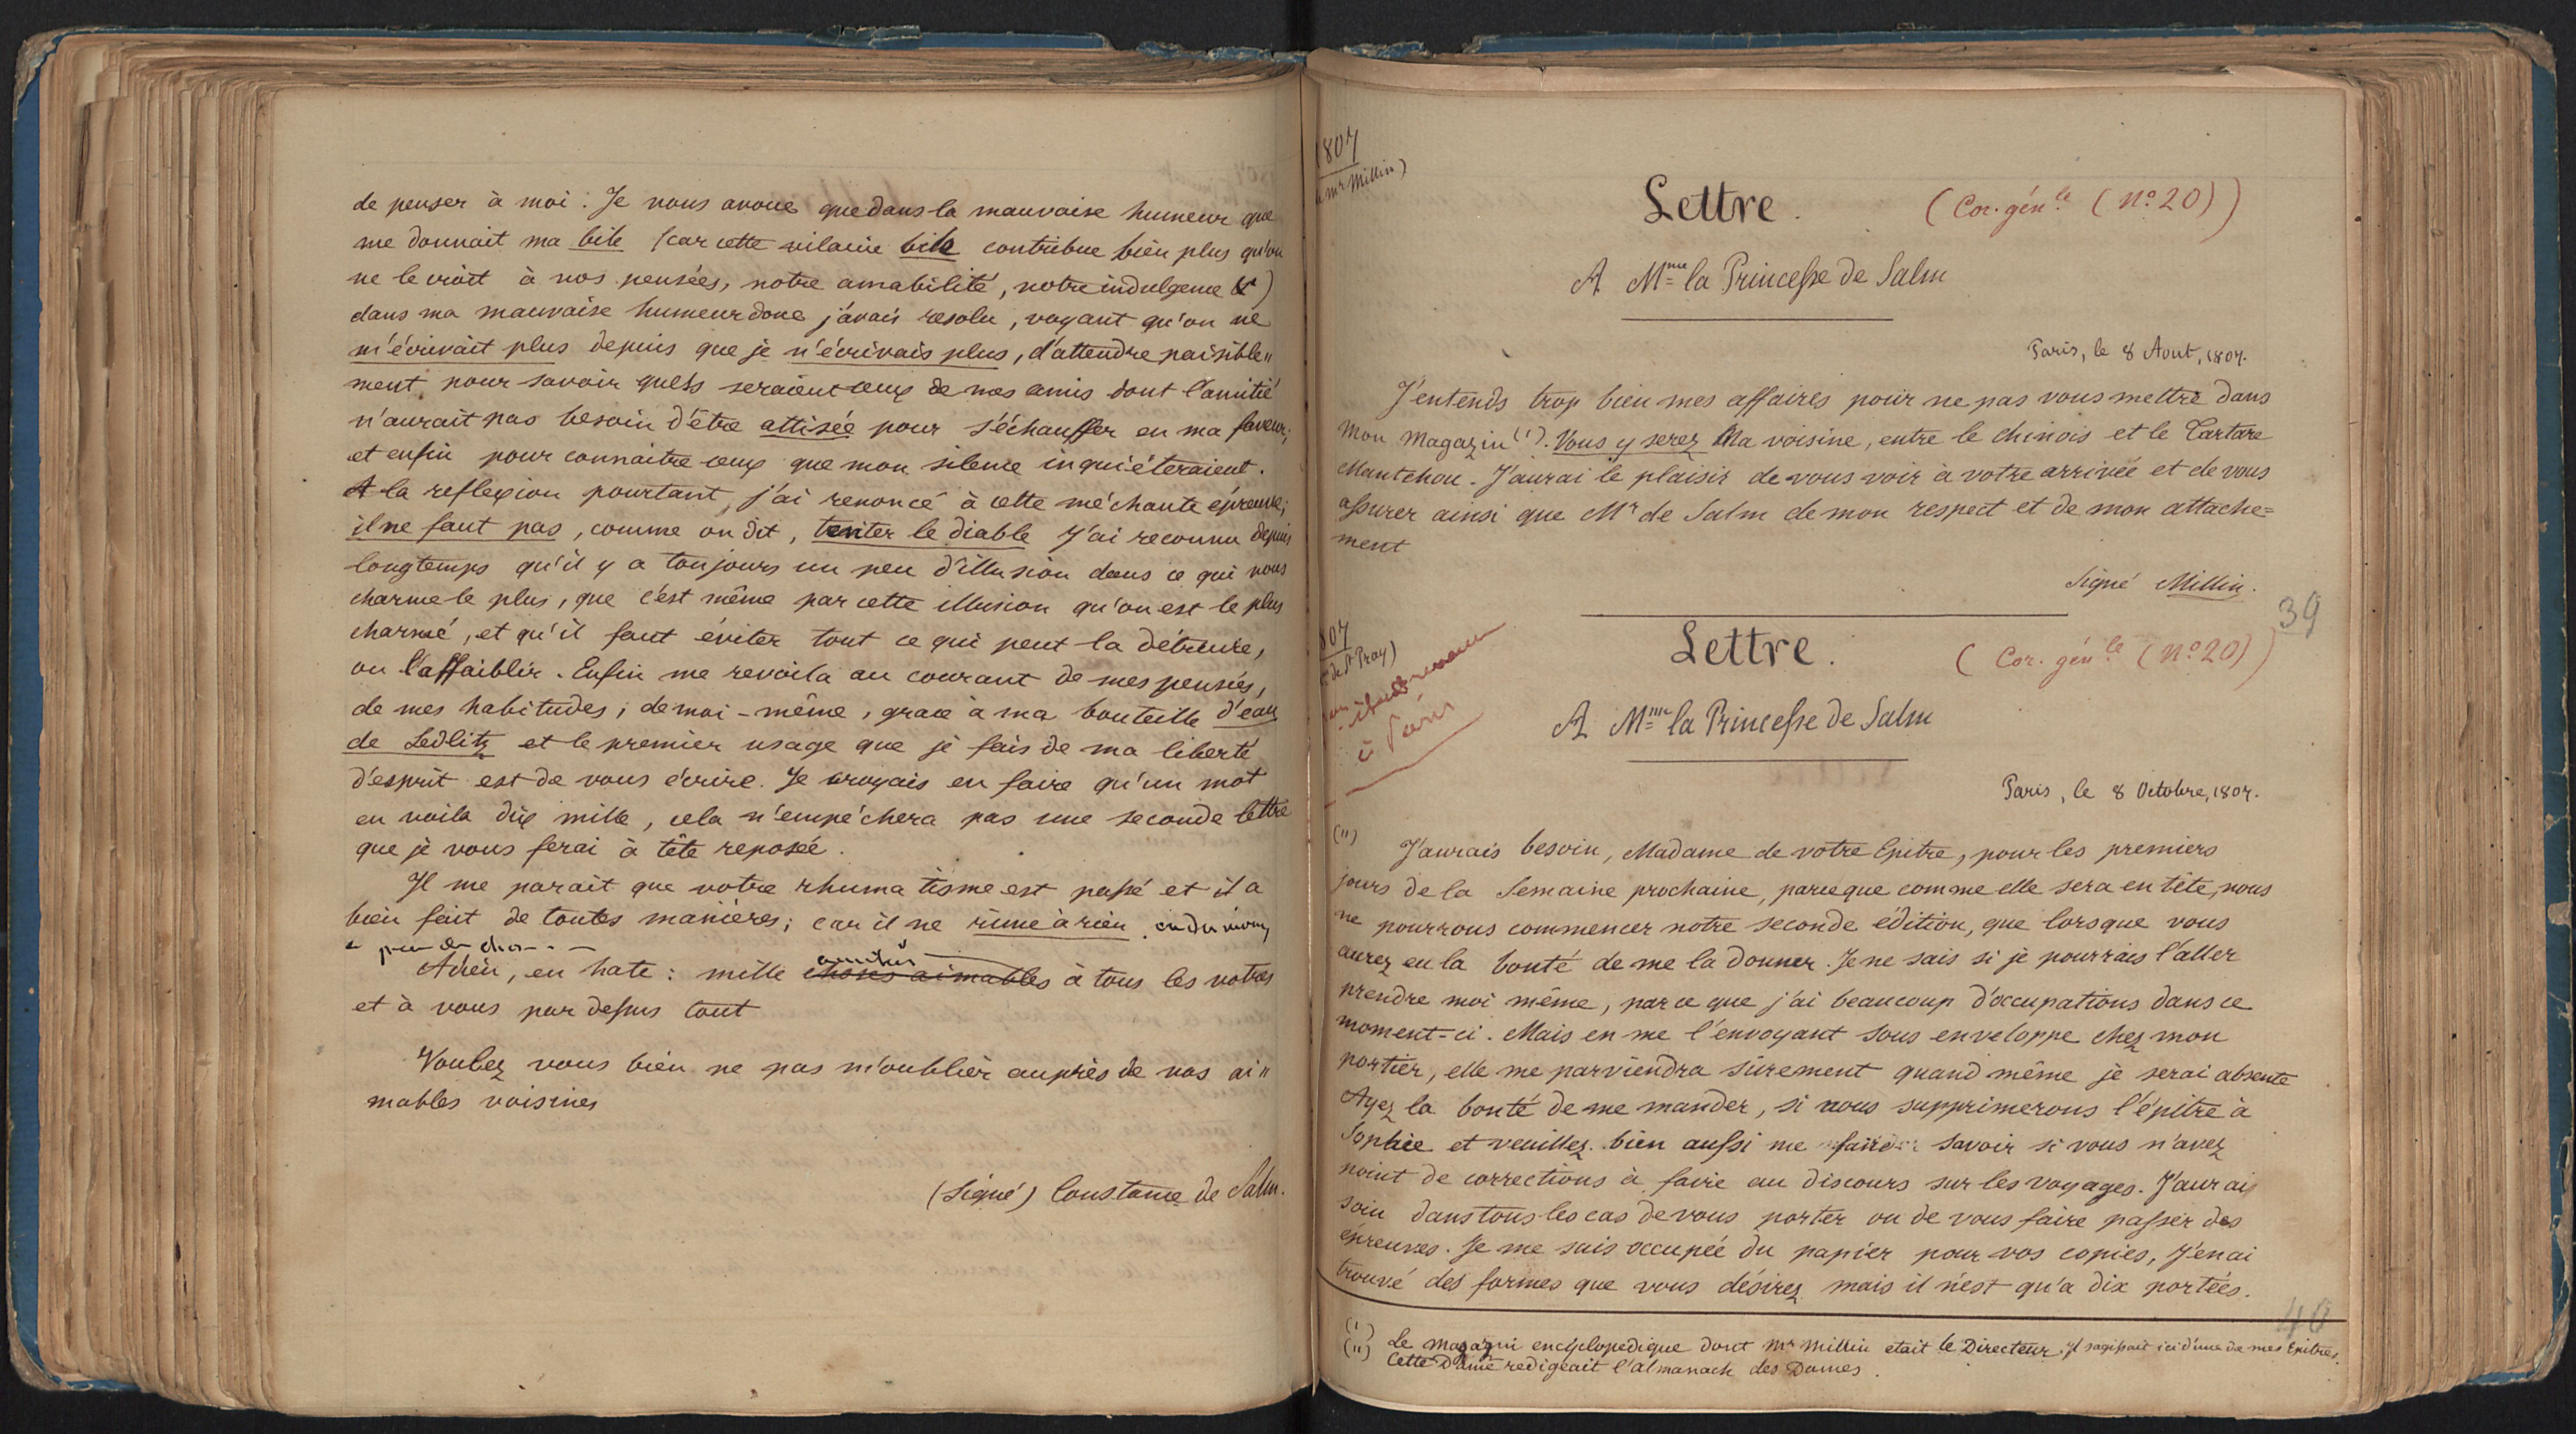 de penser à moi. Je vous avoue que dans la mauvaise humeur que
me donnait ma bile (car cette vilaine bile contribue bien plus qu'on
ne le croit à nos pensées, notre amabilité, notre indulgence &)
dans ma mauvaise humeur donc j'avais resolu, voyant qu'on ne
m'écrivait plus depuis que je n'écrivais plus, d'attendre paisible"
ment pour savoir quels seraient ceux de mes amis dont l'amitié
n'aurait pas besoin d'être attisée pour s'échauffer en ma faveur;
et enfin pour connaitre ceux que mon silence inquiéteraient.
A la reflexion pourtant, j'ai renoncé à cette méchante épreuve;
il ne faut pas, comme on dit, tenter le diable J'ai reconnu depuis
longtemps qu'il y a toujours un peu d'illusion dans ce qui nous
charme le plus, que c'est même par cette illusion qu'on est le plus
charmé, et qu'il faut éviter tout ce qui peut la détruire,
ou l'affaiblir. Enfin me revoila au courant de mes pensées,
de mes habitudes, de moi-même, grace à ma bouteille d'eau
de Sedlitz et le premier usage que je fais de ma liberté
d'esprit est de vous écrire. Je croyais en faire qu'un mot
en voila dix mille, cela n'empêchera pas une seconde lettre
que je vous ferai à tête reposée.
Il me parait que votre rhumatisme est passé et il a
bien fait de toutes manières; car il ne rime à rien. ou du moins
a peu de chos
amitiés
Adieu, en hate: mille choses aimables à tous les votres
et à vous par dessus tout
Voulez vous bien ne pas m'oublier auprès de vos ai"
mables voisines
(Signé) Constance de Salm.
1807
mr Millin)
Lettre. (Cor. génle (No 20))
A Mme la Princesse de Salm
Paris, le 8 Aout, 1807.
J'entends trop bien mes affaires pour ne pas vous mettre dans
mon magazin (1). Vous y serez Ma voisine, entre le chinois et le Tartare
Mantchou. J'aurai le plaisir de vous voir à votre arrivée et de vous
assurer ainsi que Mr de Salm de mon respect et de mon attache=
ment
Signé Millin.
39
807
de St Pray)
à Paris
Lettre. (Cor. génle (No 20))
A Mme la Princesse de Salm
Paris, le 8 Octobre, 1807.
(11) J'aurais besoin, Madame de votre Epitre, pour les premiers
jours de la Semaine prochaine, parceque comme elle sera en tête, nous
ne pourrons commencer notre seconde édition, que lorsque vous
aurez eu la bonté de me la donner. Je ne sais si je pourrais l'aller
prendre moi même, parce que j'ai beaucoup d'occupations dans ce
moment-ci. Mais en me l'envoyant sous enveloppe chez mon
portier, elle me parviendra sûrement quand même je serai absente
Ayez la bonté de me mander, si nous supprimerons l'épitre à
Sophie et veuillez bien aussi me faire savoir si vous n'avez
point de corrections à faire au discours sur les voyages. J'aurais
soin dans tous les cas de vous porter ou de vous faire passer des
épreuves. Je me suis occupée du papier pour vos copies, j'en ai
trouvé des formes que vous désirez mais il n'est qu'a dix portées.
40
(1) Le magazin encyclopedique dont Mr Millin etait le Directeur, il sagissait ici d'une de mes Epitres.
(11) Cette Dame redigeait l'almanach des Dames.